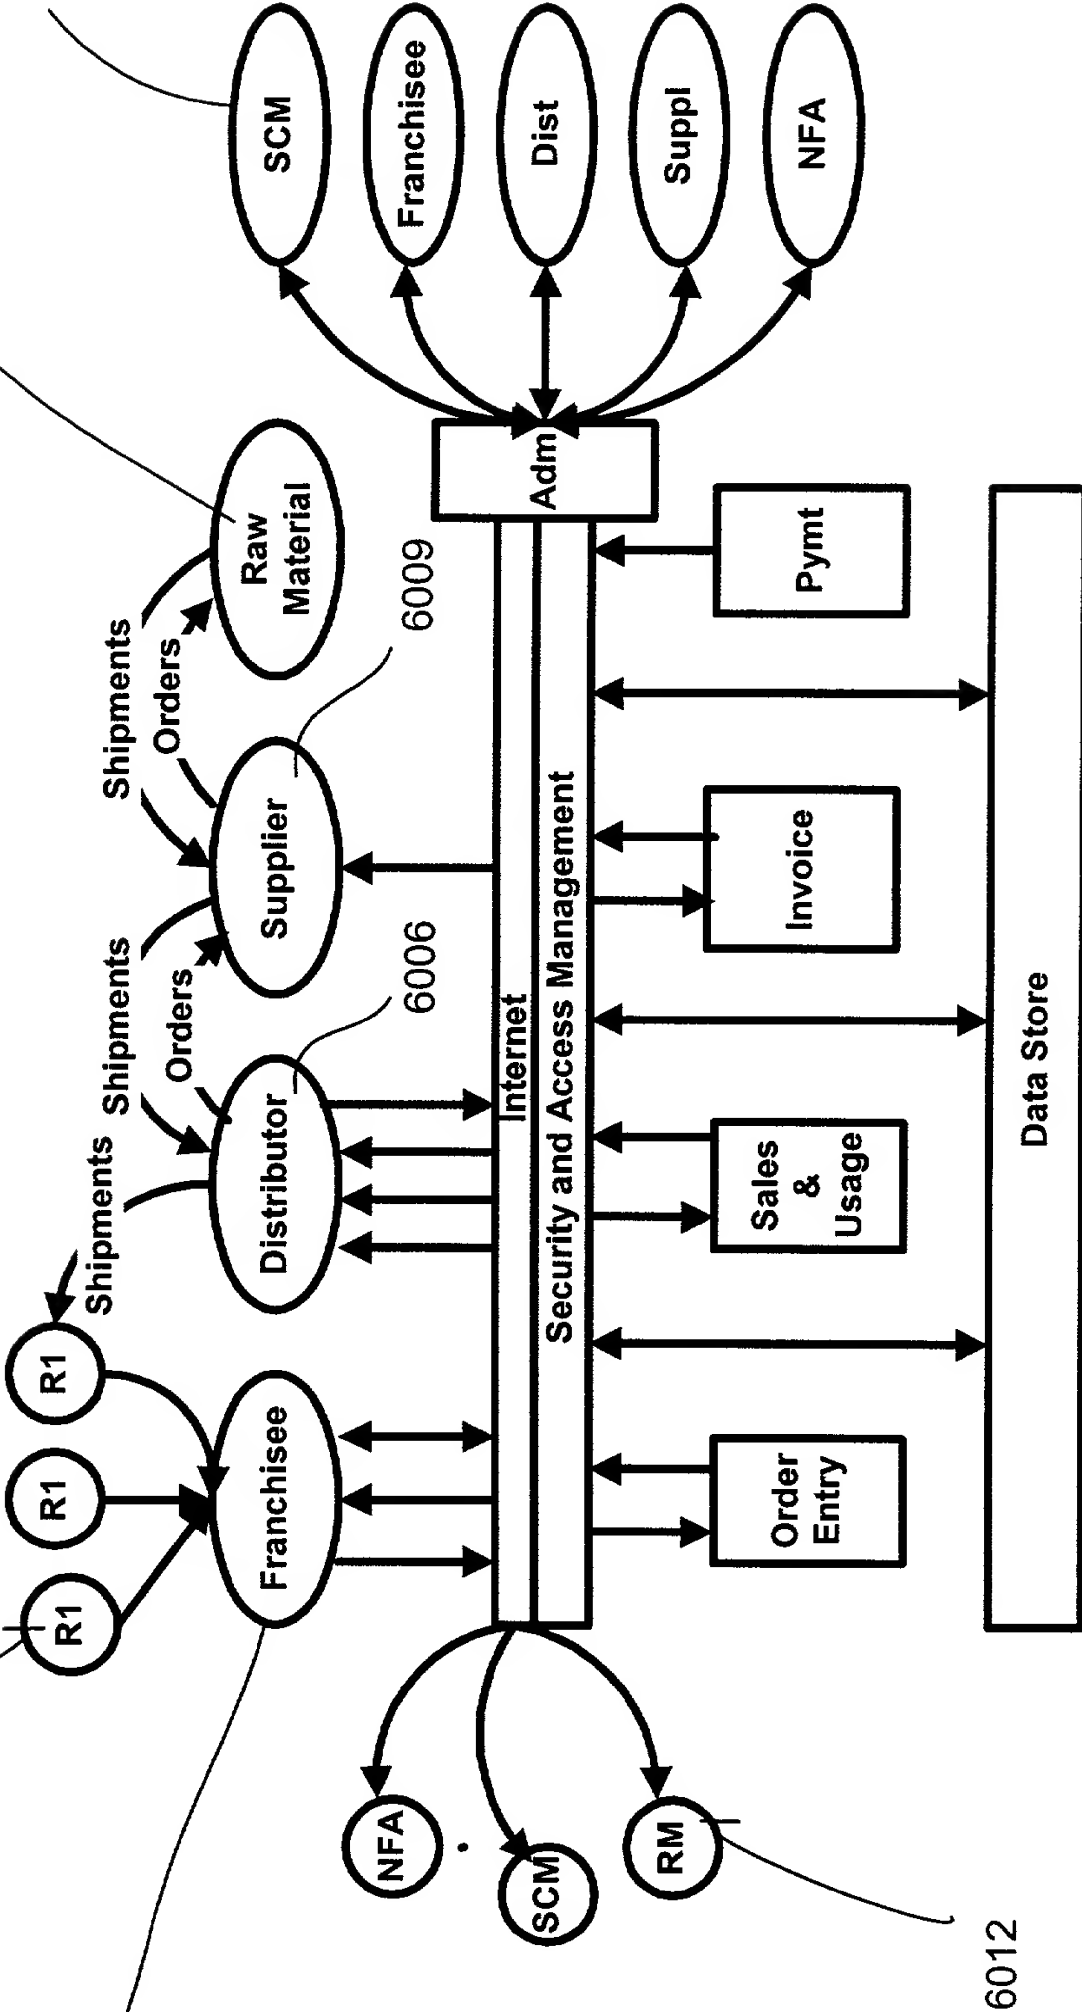 R1
R1
R1
Shipments
Shipments
Orders
Shipments
Orders
Franchisee
Distributor
Supplier
Raw
Material
6006
6009
SCM
Franchisee
Dist
Suppl
NFA
NFA
SCM
RM
6012
Internet
Security and Access Management
Adm
Order
Entry
Sales
&
Usage
Invoice
Pymt
Data Store